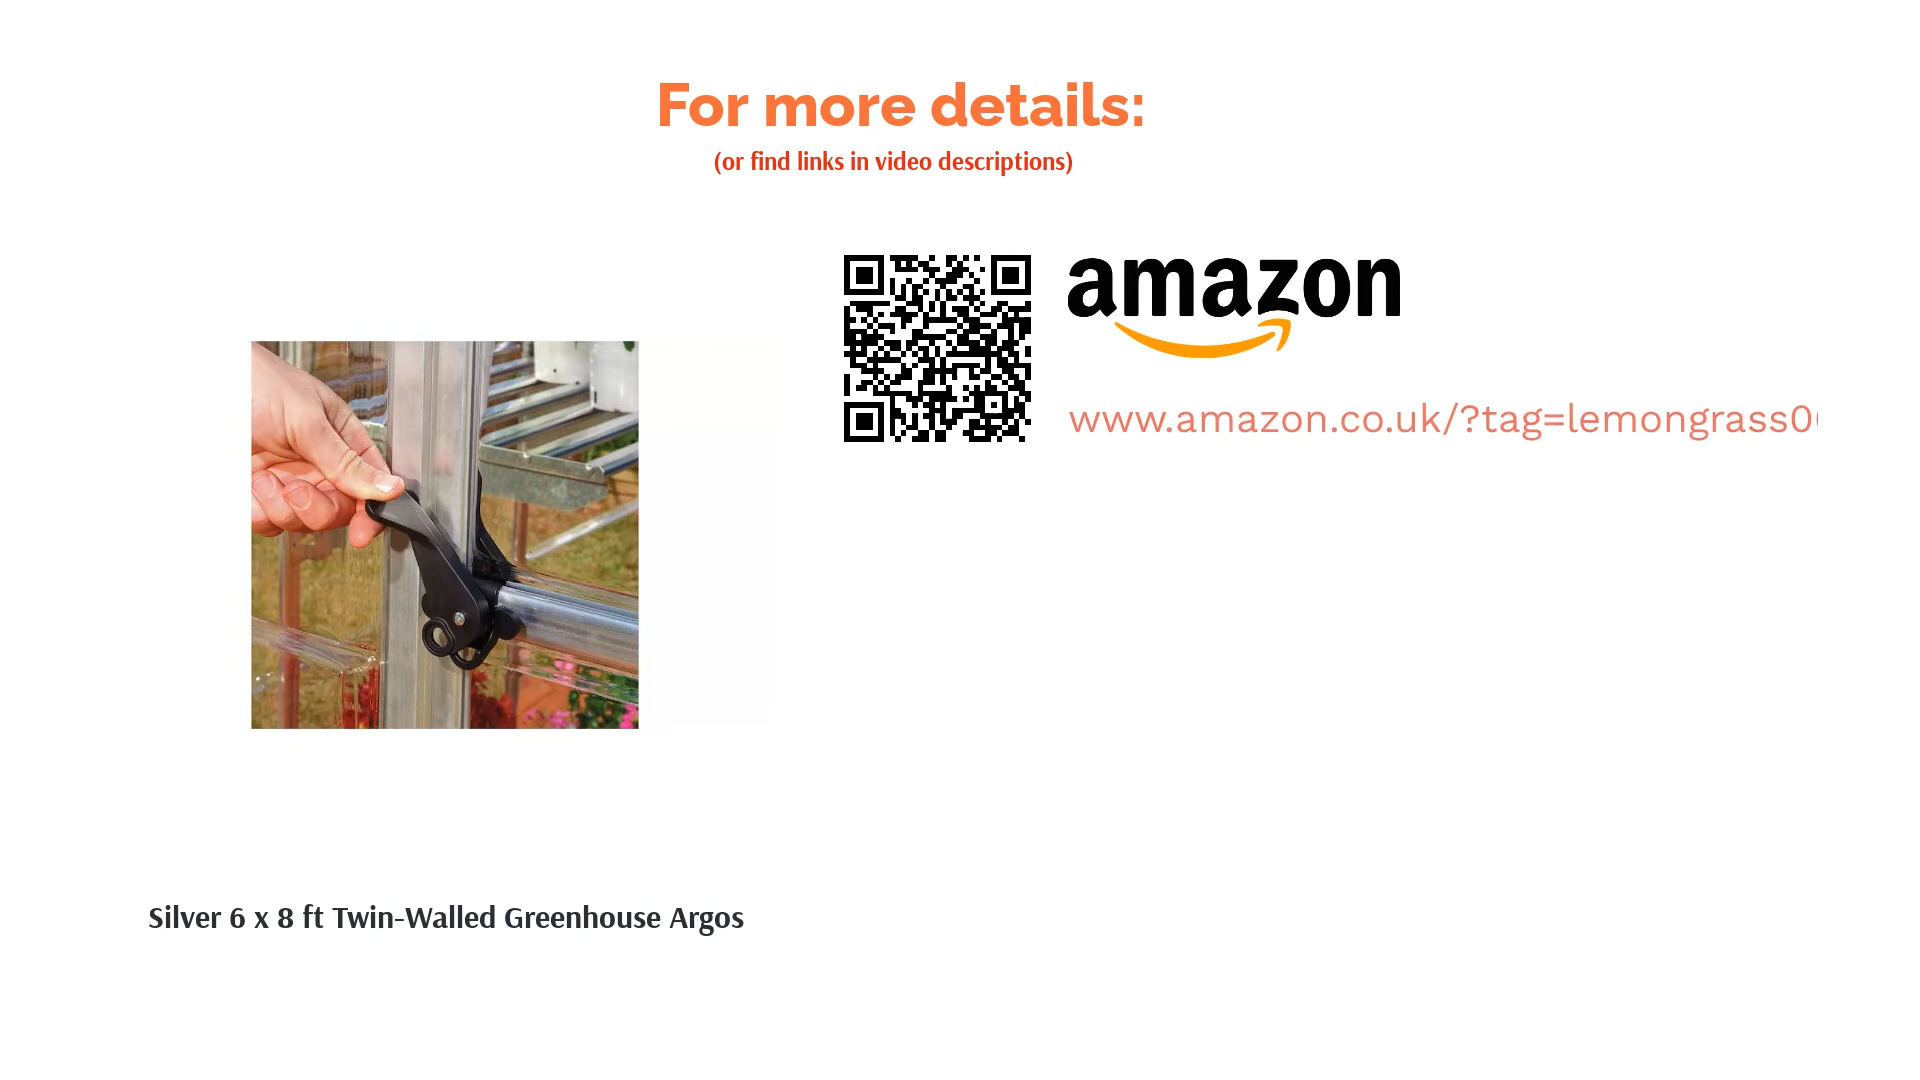 For more details:
(or find links in video descriptions)
amazon
www.amazon.co.uk/?tag=lemongrass0
Silver 6 x 8 ft Twin-Walled Greenhouse Argos